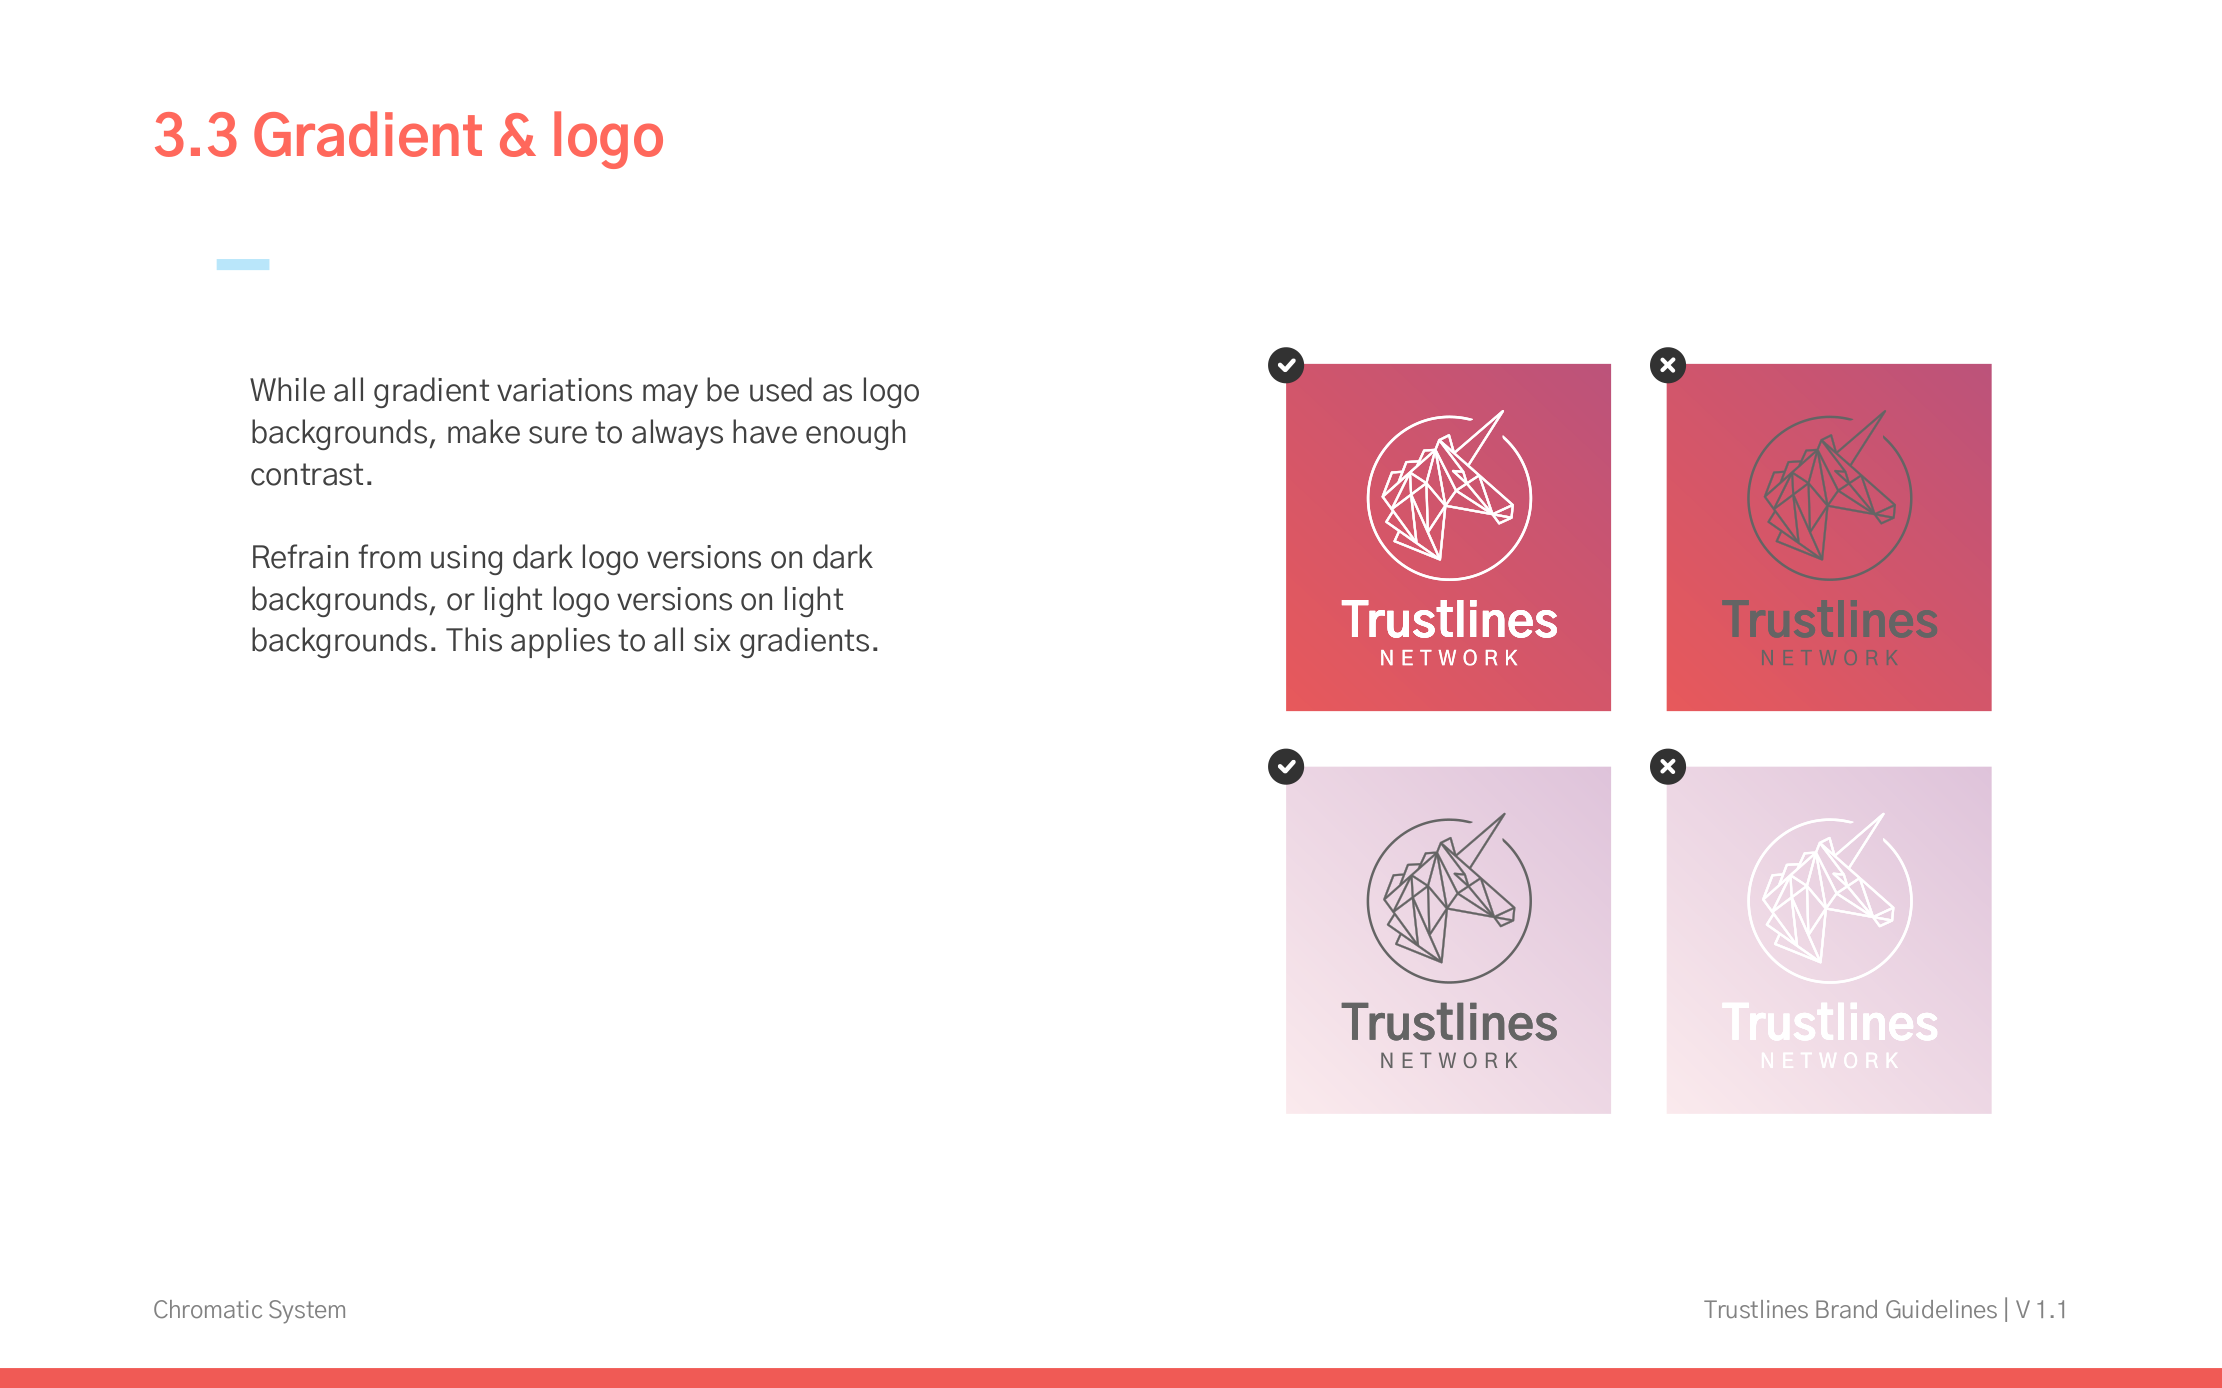 3.3 Gradient & logo
While all gradient variations may be used as logo
backgrounds, make sure to always have enough
contrast.
Refrain from using dark logo versions on dark
backgrounds, or light logo versions on light
backgrounds. This applies to all six gradients.
Trustlines
NETWORK
Trustlines
NETWORK
Trustlines
NETWORK
Trustlines
NETWORK
Chromatic System
Trustlines Brand Guidelines | V 1.1